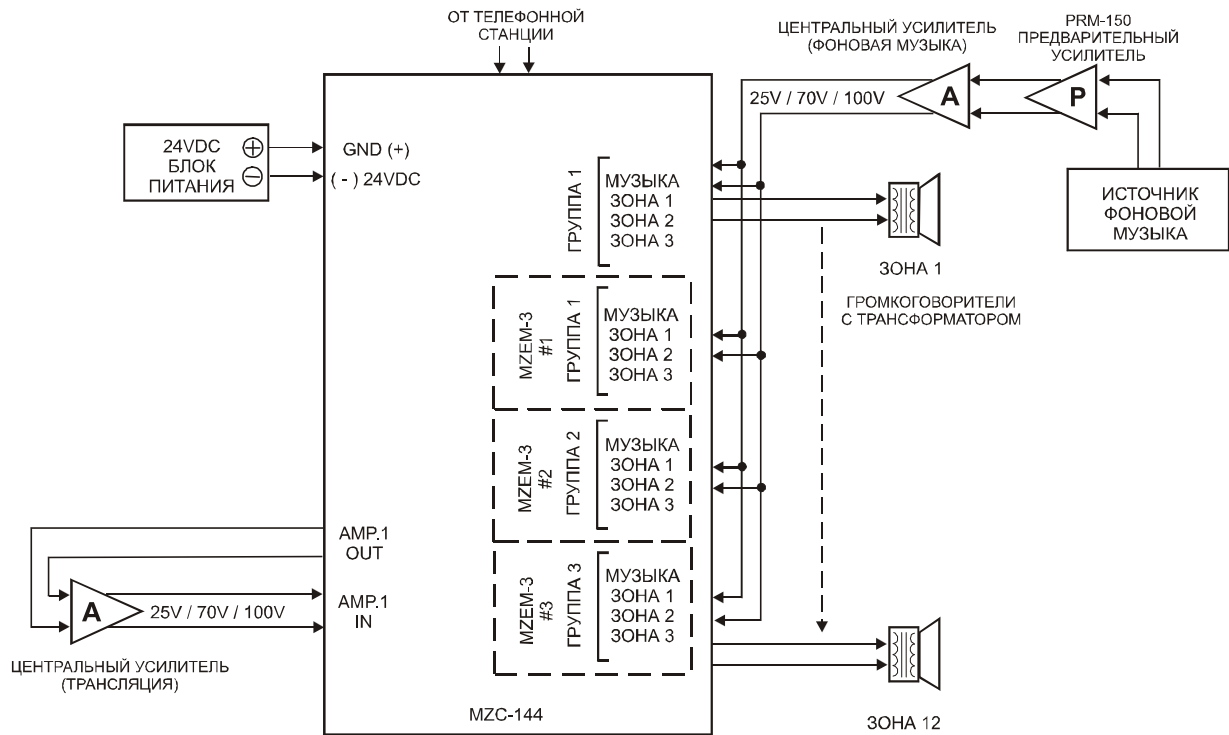 ОТ ТЕЛЕФОННОЙ
СТАНЦИИ
ЦЕНТРАЛЬНЫЙ УСИЛИТЕЛЬ
(ФОНОВАЯ МУЗЫКА)
PRM-150
ПРЕДВАРИТЕЛЬНЫЙ
УСИЛИТЕЛЬ
25V / 70V / 100V
A
P
24VDC
БЛОК
ПИТАНИЯ
GND (+)
( - ) 24VDC
ГРУППА 1
МУЗЫКА
ЗОНА 1
ЗОНА 2
ЗОНА 3
ИСТОЧНИК
ФОНОВОЙ
МУЗЫКА
ЗОНА 1
ГРОМКОГОВОРИТЕЛИ
С ТРАНСФОРМАТОРОМ
MZEM-3
#1
ГРУППА 1
МУЗЫКА
ЗОНА 1
ЗОНА 2
ЗОНА 3
MZEM-3
#2
ГРУППА 2
МУЗЫКА
ЗОНА 1
ЗОНА 2
ЗОНА 3
AMP.1
OUT
AMP.1
IN
A
25V / 70V / 100V
ЦЕНТРАЛЬНЫЙ УСИЛИТЕЛЬ
(ТРАНСЛЯЦИЯ)
MZEM-3
#3
ГРУППА 3
МУЗЫКА
ЗОНА 1
ЗОНА 2
ЗОНА 3
MZC-144
ЗОНА 12